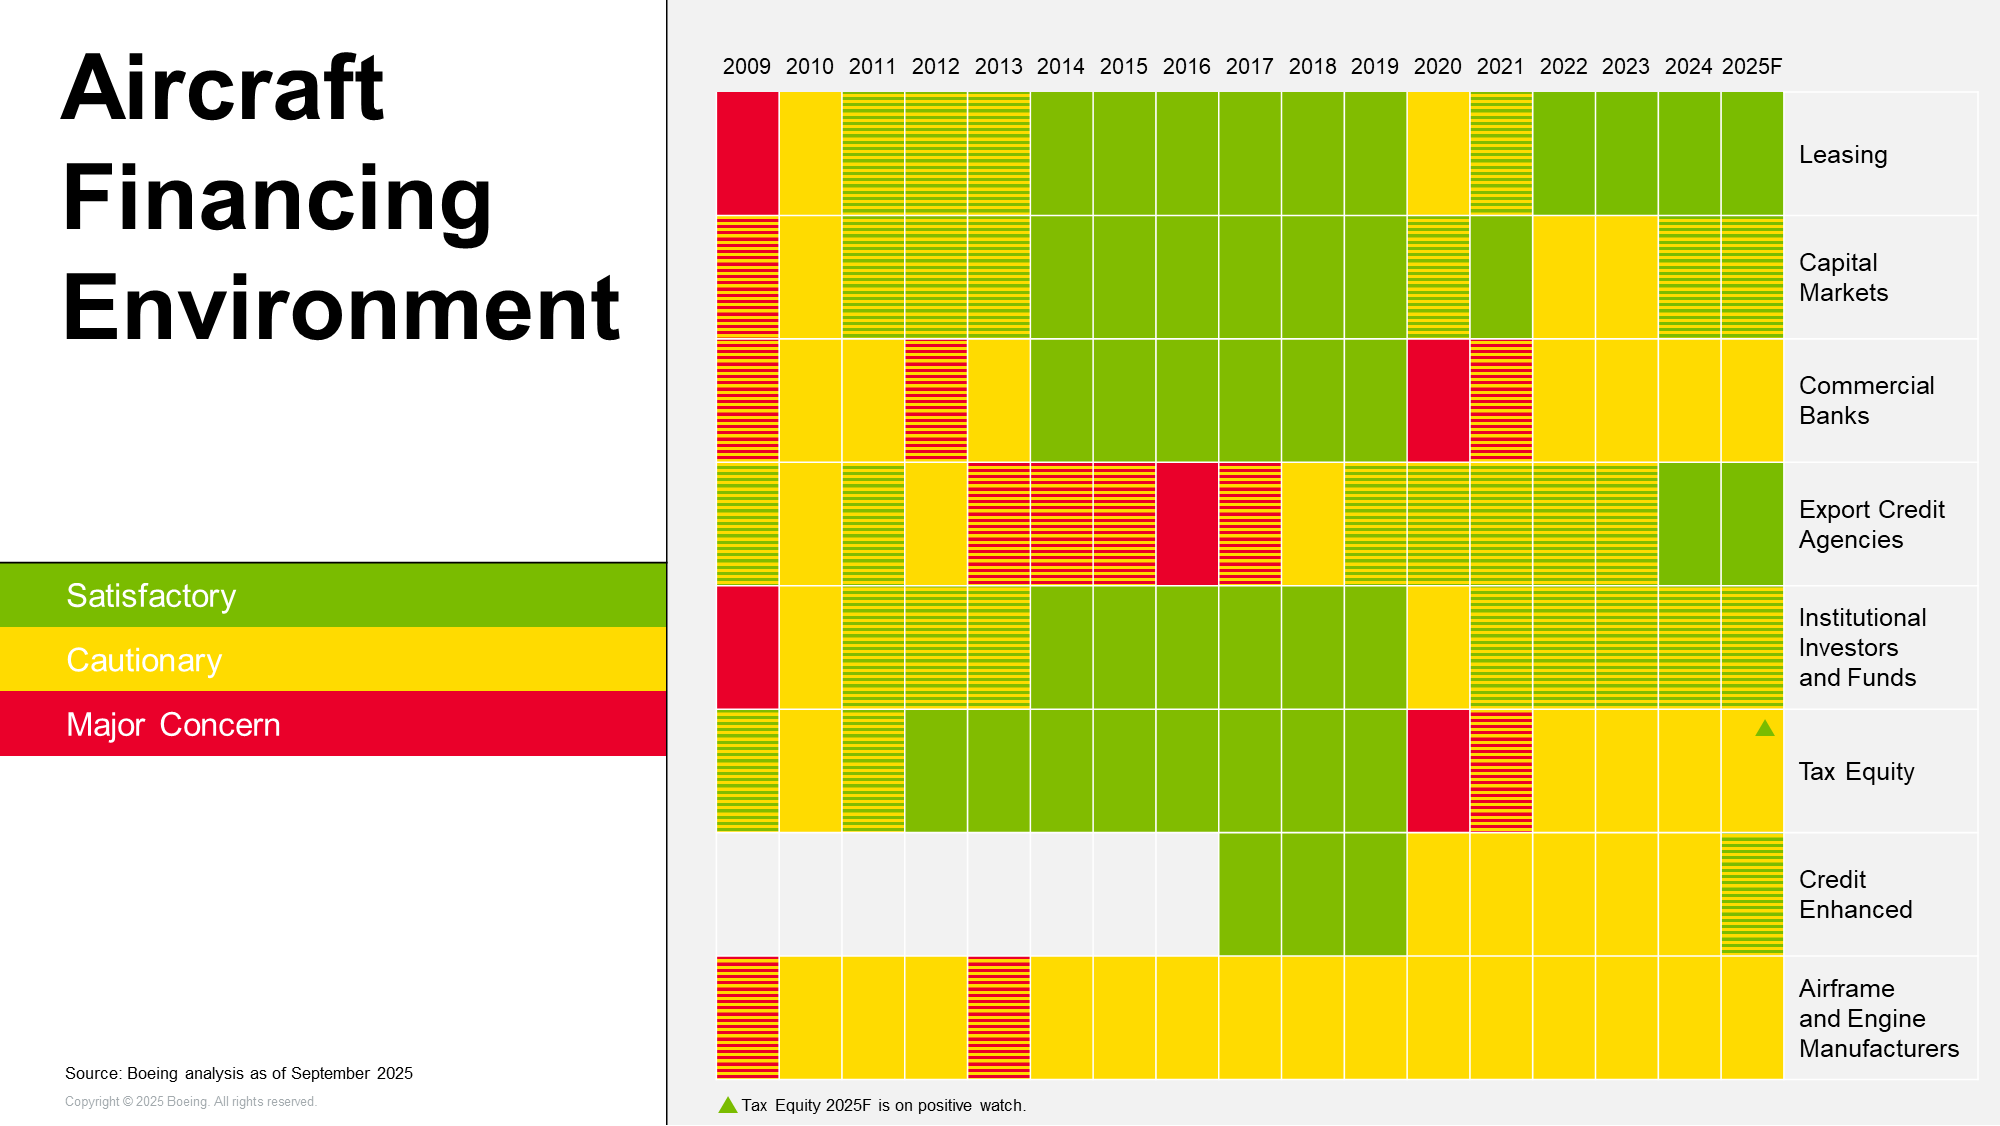 Aircraft
Financing
Environment
Satisfactory
Cautionary
Major Concern
Source: Boeing analysis as of September 2025
Copyright © 2025 Boeing. All rights reserved.
2009 2010 2011 2012 2013 2014 2015 2016 2017 2018 2019 2020 2021 2022 2023 2024 2025F
Leasing
Capital
Markets
Commercial
Banks
Export Credit
Agencies
Institutional
Investors
and Funds
Tax Equity
Credit
Enhanced
Airframe
and Engine
Manufacturers
Tax Equity 2025F is on positive watch.